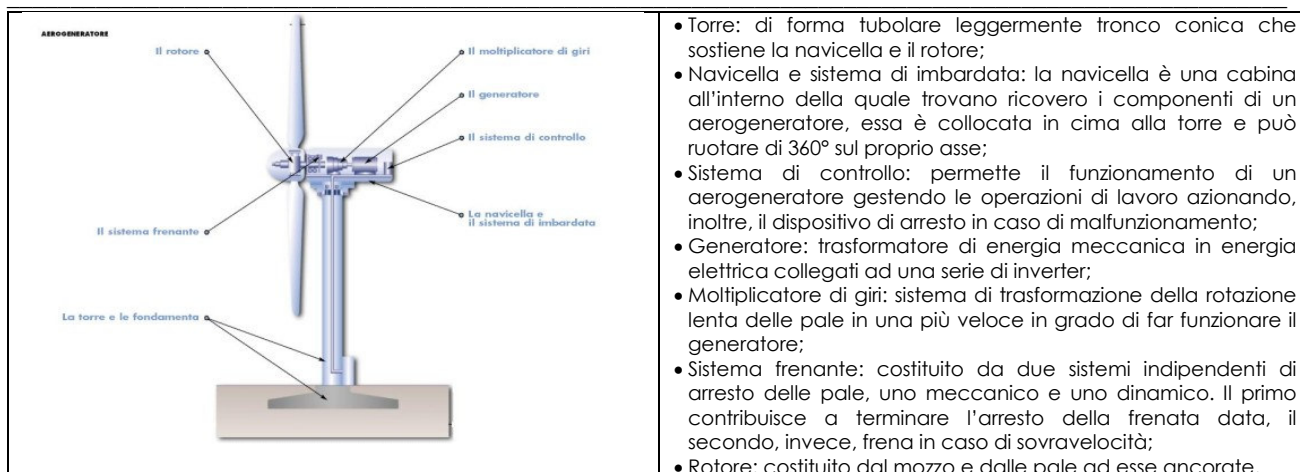 AEROGENERATORE
Il rotore
Il moltiplicatore di giri
Il generatore
Il sistema di controllo
La navicella e
il sistema di imbardata
Il sistema frenante
La torre e le fondamenta
• Torre: di forma tubolare leggermente tronco conica che
sostiene la navicella e il rotore;
• Navicella e sistema di imbardata: la navicella è una cabina
all'interno della quale trovano ricovero i componenti di un
aerogeneratore, essa è collocata in cima alla torre e può
ruotare di 360° sul proprio asse;
• Sistema di controllo: permette il funzionamento di un
aerogeneratore gestendo le operazioni di lavoro azionando,
inoltre, il dispositivo di arresto in caso di malfunzionamento;
• Generatore: trasformatore di energia meccanica in energia
elettrica collegati ad una serie di inverter;
• Moltiplicatore di giri: sistema di trasformazione della rotazione
lenta delle pale in una più veloce in grado di far funzionare il
generatore;
• Sistema frenante: costituito da due sistemi indipendenti di
arresto delle pale, uno meccanico e uno dinamico. Il primo
contribuisce a terminare l'arresto della frenata data, il
secondo, invece, frena in caso di sovravelocità;
• Rotore: costituito dal mozzo e dalle pale ad esse ancorate.